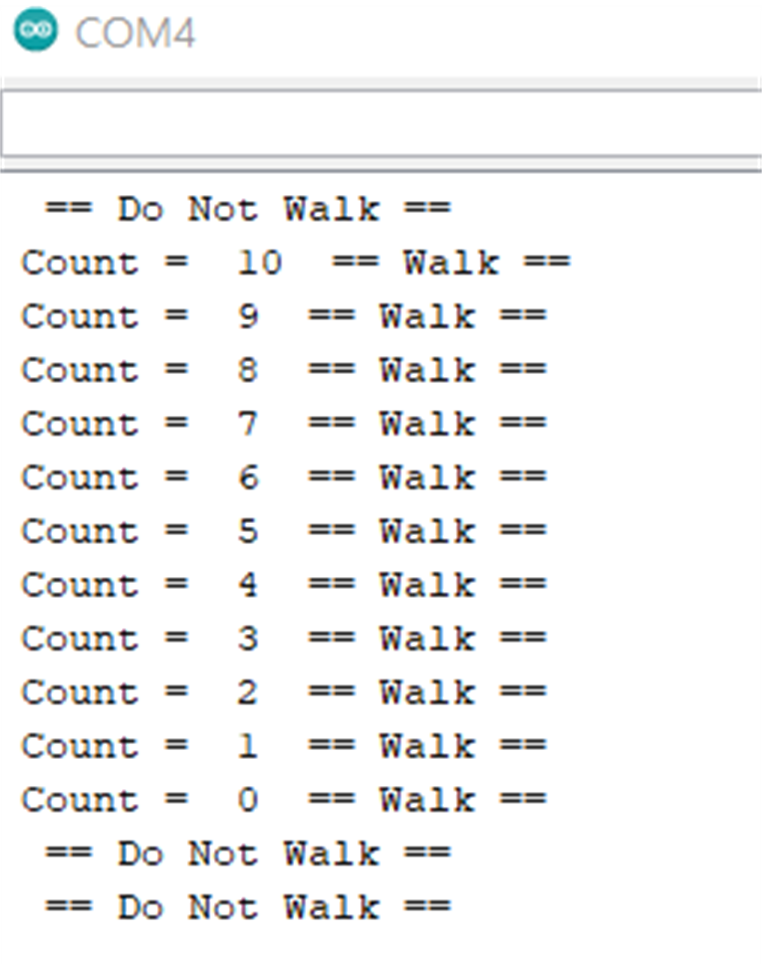 COM4
== Do Not Walk ==
Count =  10  == Walk ==
Count =  9  == Walk ==
Count =  8  == Walk ==
Count =  7  == Walk ==
Count =  6  == Walk ==
Count =  5  == Walk ==
Count =  4  == Walk ==
Count =  3  == Walk ==
Count =  2  == Walk ==
Count =  1  == Walk ==
Count =  0  == Walk ==
== Do Not Walk ==
== Do Not Walk ==